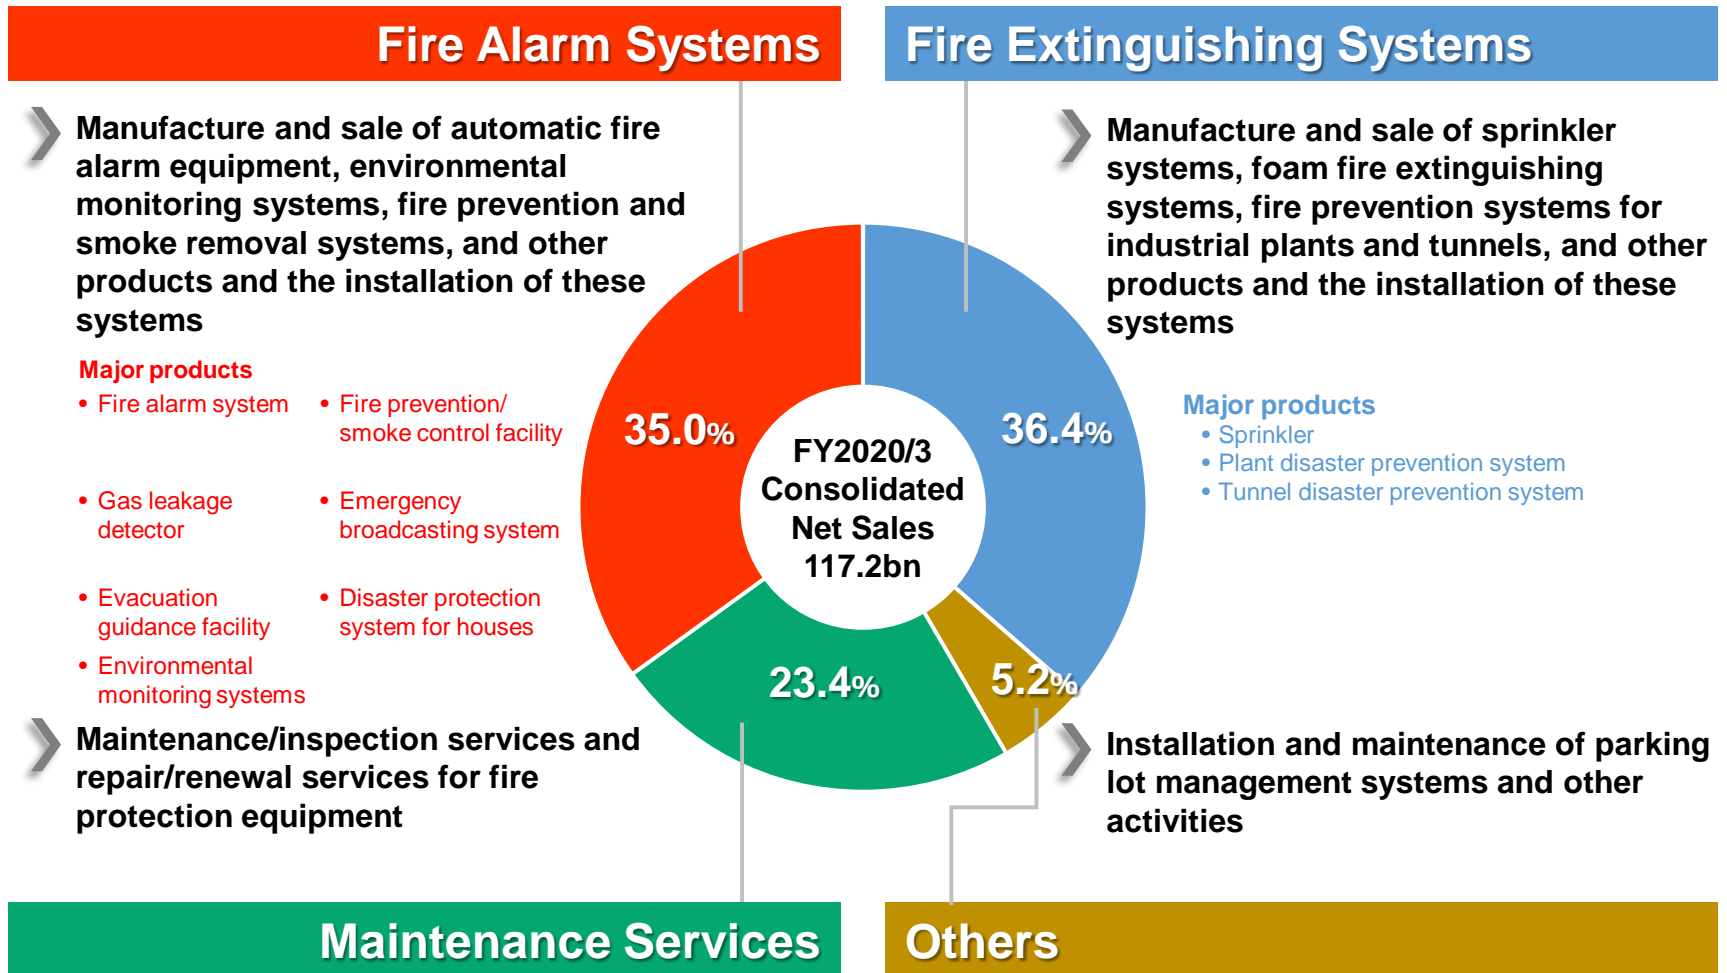 Fire Alarm Systems
Manufacture and sale of automatic fire
alarm equipment, environmental
monitoring systems, fire prevention and
smoke removal systems, and other
products and the installation of these
systems
Major products
• Fire alarm system
• Fire prevention/
smoke control facility
• Gas leakage
detector
• Emergency
broadcasting system
• Evacuation
guidance facility
• Disaster protection
system for houses
• Environmental
monitoring systems
Fire Extinguishing Systems
Manufacture and sale of sprinkler
systems, foam fire extinguishing
systems, fire prevention systems for
industrial plants and tunnels, and other
products and the installation of these
systems
Major products
• Sprinkler
• Plant disaster prevention system
• Tunnel disaster prevention system
35.0%
36.4%
FY2020/3
Consolidated
Net Sales
117.2bn
23.4%
5.2%
Maintenance/inspection services and
repair/renewal services for fire
protection equipment
Maintenance Services
Installation and maintenance of parking
lot management systems and other
activities
Others